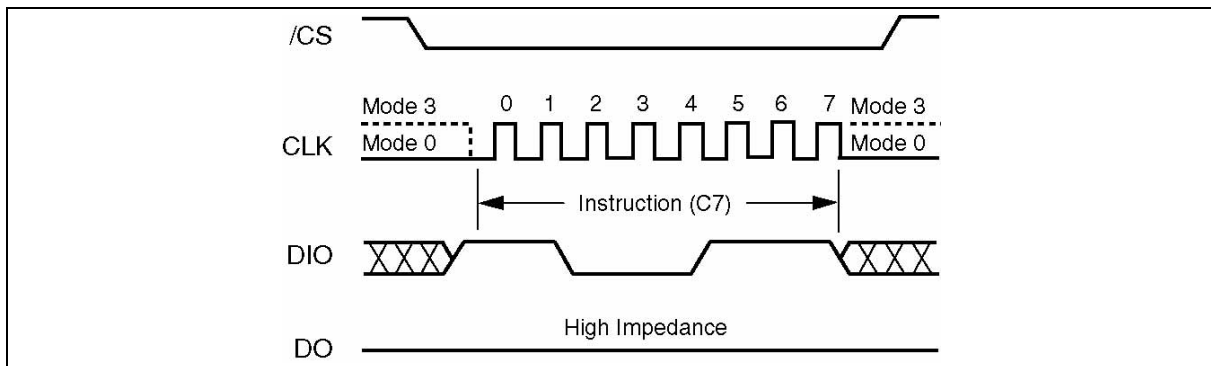 /CS
Mode 3 0 1 2 3 4 5 6 7 Mode 3
CLK Mode 0 Mode 0
Instruction (C7)
DIO
High Impedance
DO